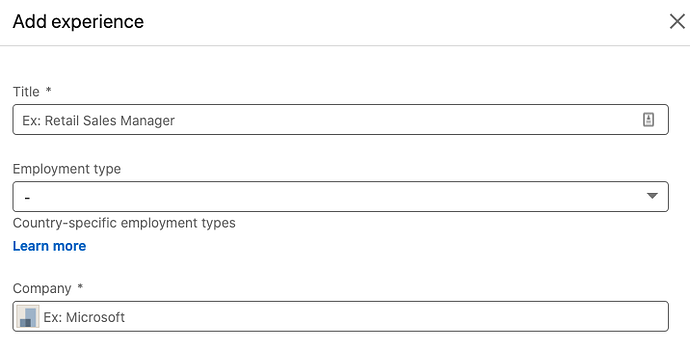 Add experience
Title *
Ex: Retail Sales Manager
Employment type
-
Country-specific employment types
Learn more
Company *
Ex: Microsoft